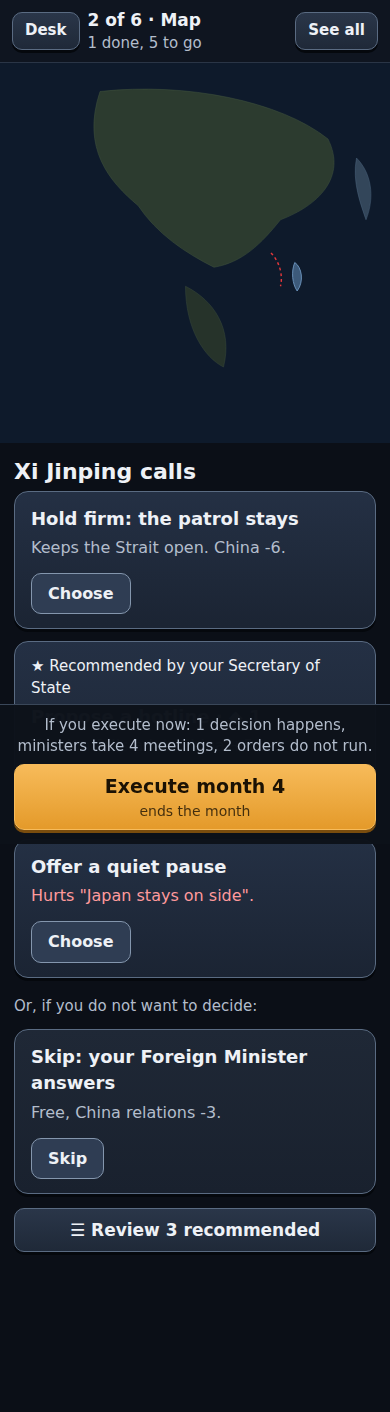 Desk
2 of 6 · Map
1 done, 5 to go
See all
Xi Jinping calls
Hold firm: the patrol stays
Keeps the Strait open. China -6.
Choose
★ Recommended by your Secretary of
State
If you execute now: 1 decision happens,
ministers take 4 meetings, 2 orders do not run.
Execute month 4
ends the month
Offer a quiet pause
Hurts "Japan stays on side".
Choose
Or, if you do not want to decide:
Skip: your Foreign Minister
answers
Free, China relations -3.
Skip
☰ Review 3 recommended